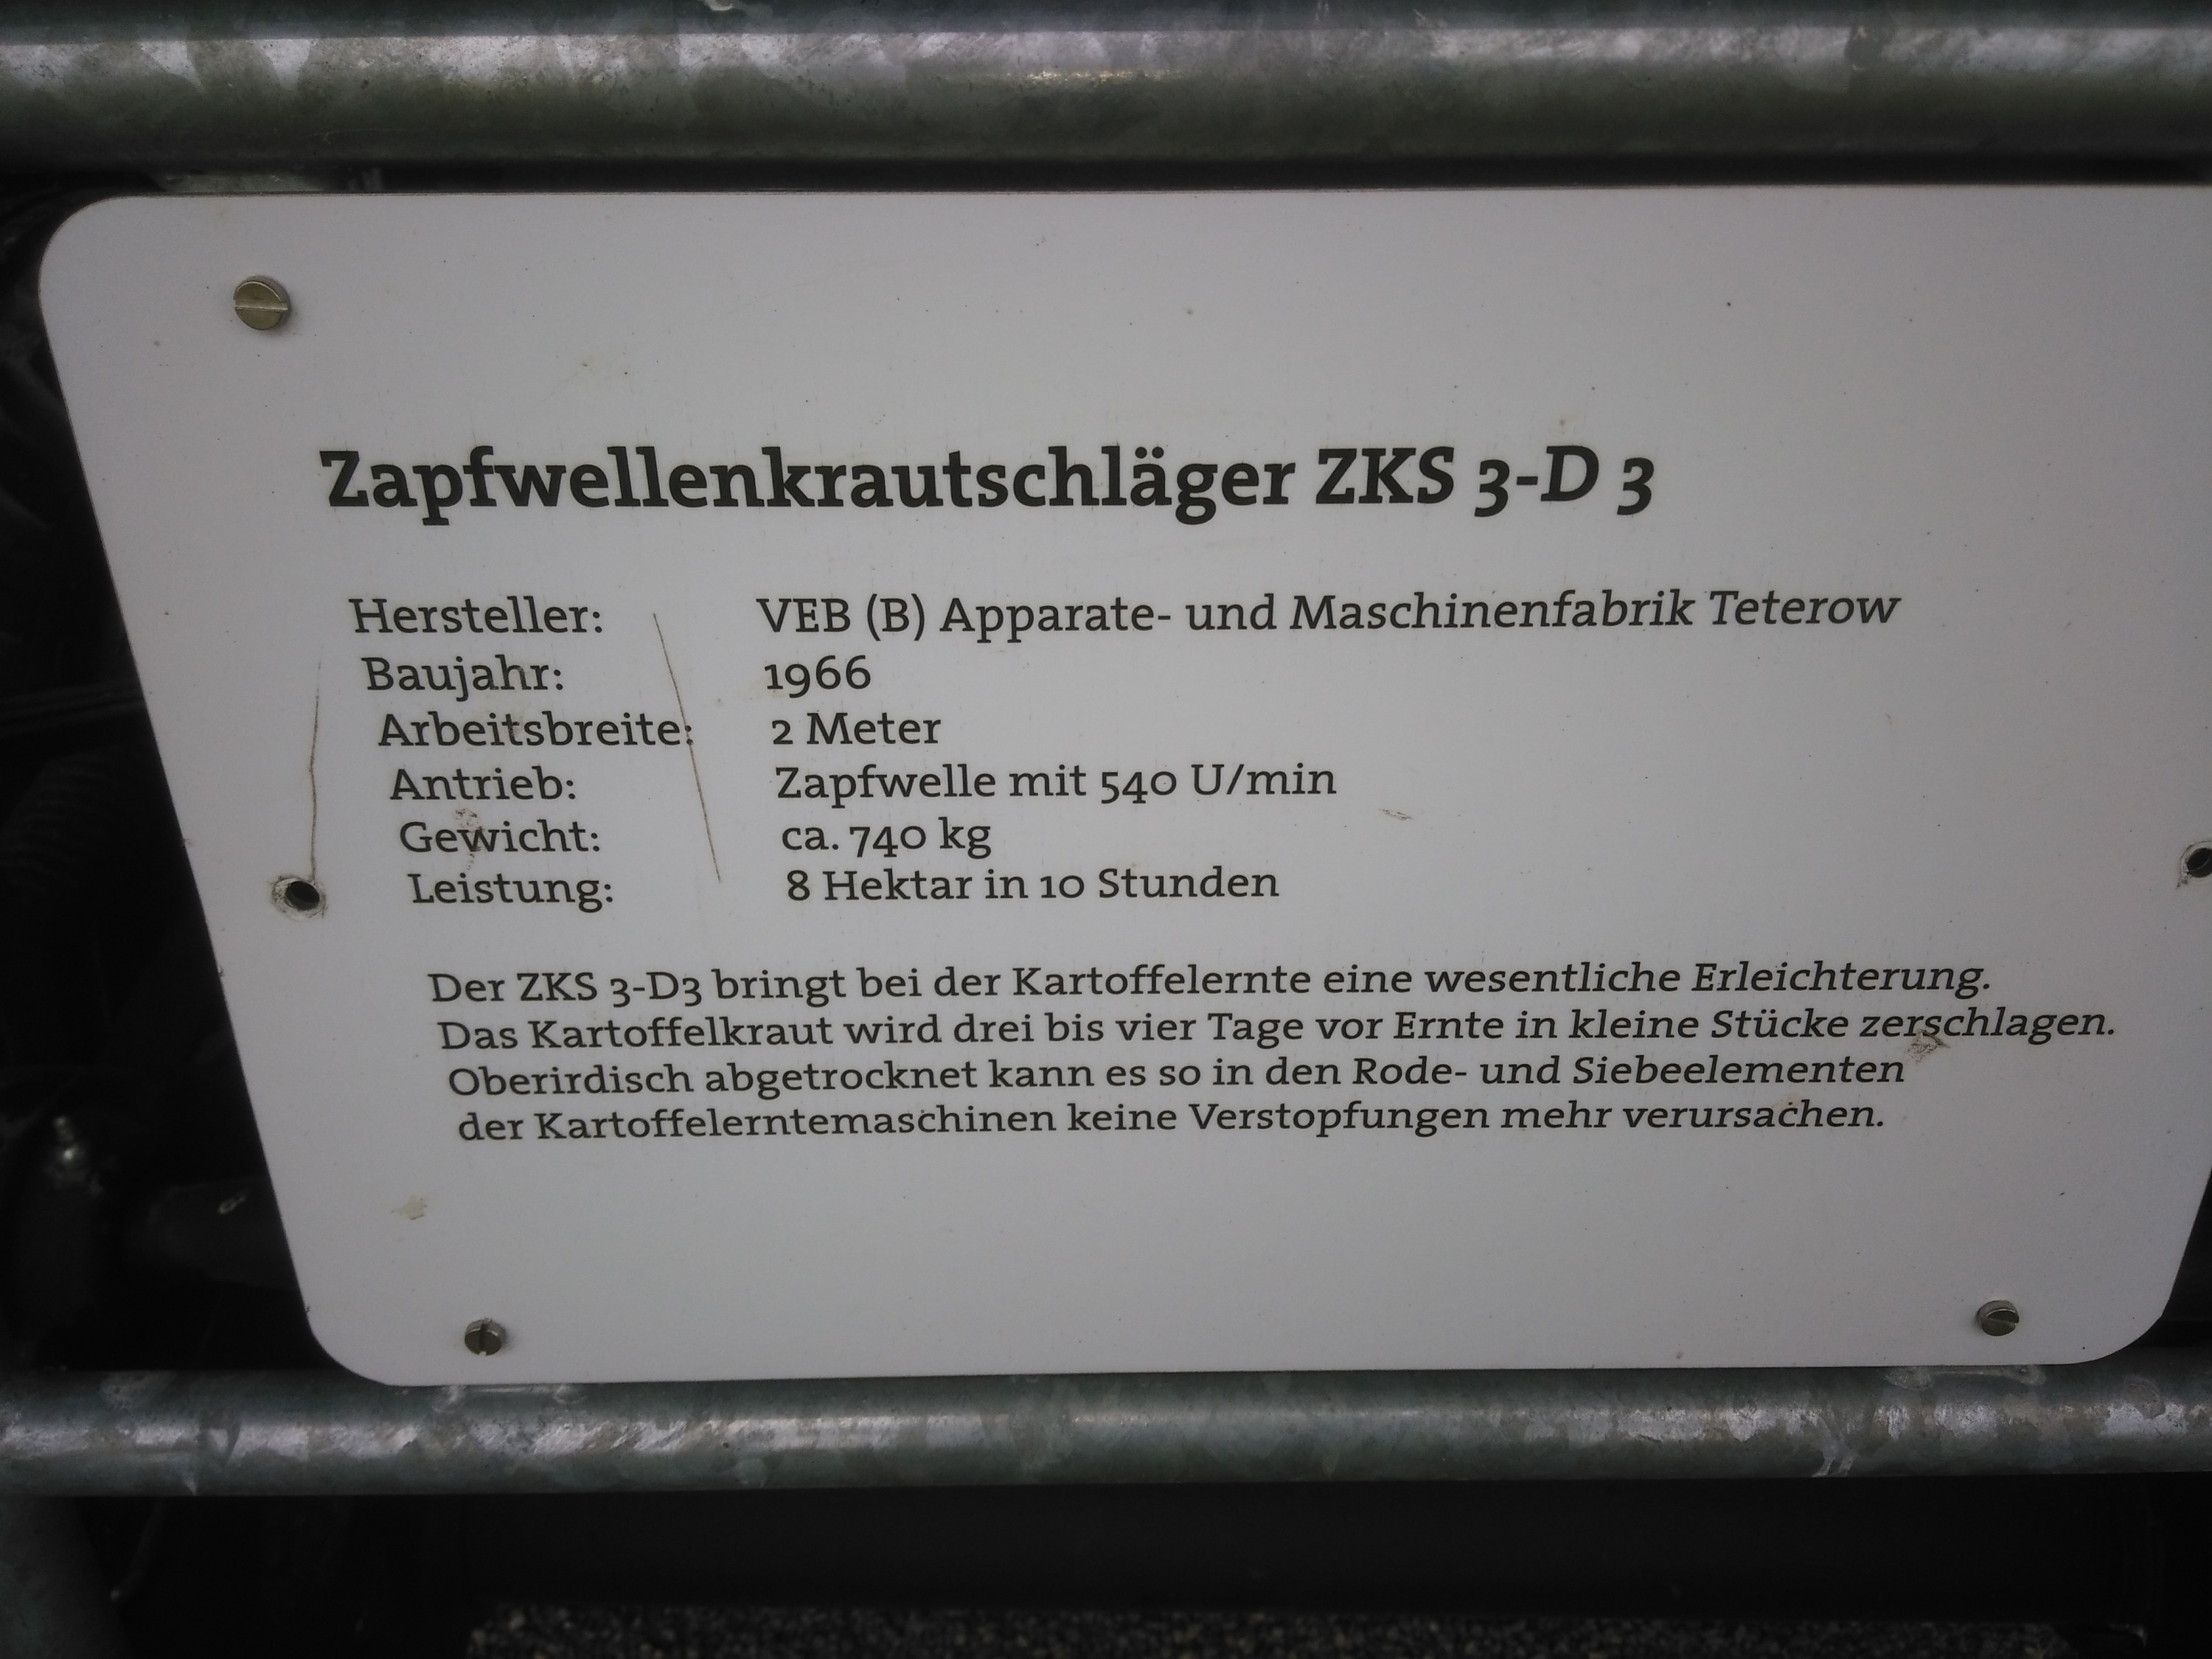 Zapfwellenkrautschläger ZKS 3-D 3
Hersteller: VEB (B) Apparate- und Maschinenfabrik Teterow
Baujahr: 1966
Arbeitsbreite: 2 Meter
Antrieb: Zapfwelle mit 540 U/min
Gewicht: ca. 740 kg
Leistung: 8 Hektar in 10 Stunden
Der ZKS 3-D3 bringt bei der Kartoffelernte eine wesentliche Erleichterung.
Das Kartoffelkraut wird drei bis vier Tage vor Ernte in kleine Stücke zerschlagen.
Oberirdisch abgetrocknet kann es so in den Rode- und Siebeelementen
der Kartoffelerntemaschinen keine Verstopfungen mehr verursachen.